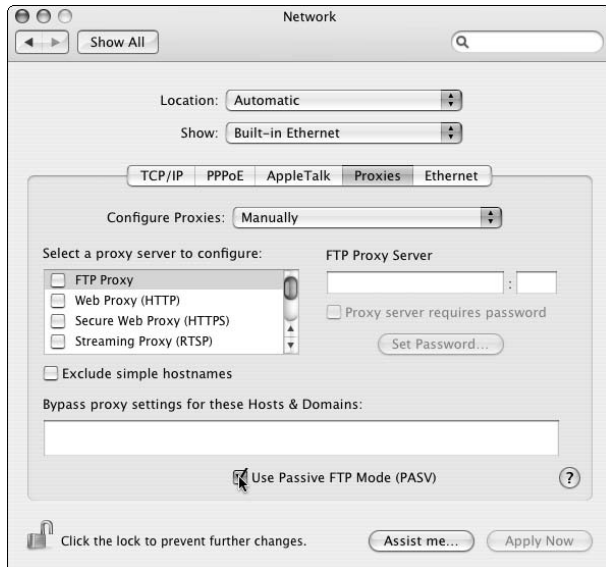 Network
Show All
Location: Automatic
Show: Built-in Ethernet
TCP/IP PPPoE AppleTalk Proxies Ethernet
Configure Proxies: Manually
Select a proxy server to configure:
FTP Proxy
Web Proxy (HTTP)
Secure Web Proxy (HTTPS)
Streaming Proxy (RTSP)
FTP Proxy Server
:
Proxy server requires password
Set Password...
Exclude simple hostnames
Bypass proxy settings for these Hosts & Domains:
Use Passive FTP Mode (PASV)
?
Click the lock to prevent further changes.
Assist me... Apply Now